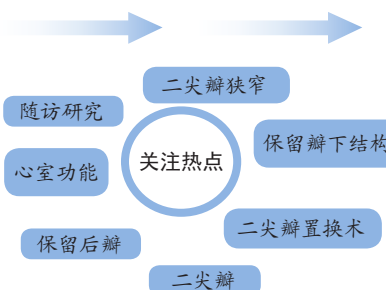 二尖瓣狭窄
随访研究
保留瓣下结构
关注热点
心室功能
二尖瓣置换术
保留后瓣
二尖瓣